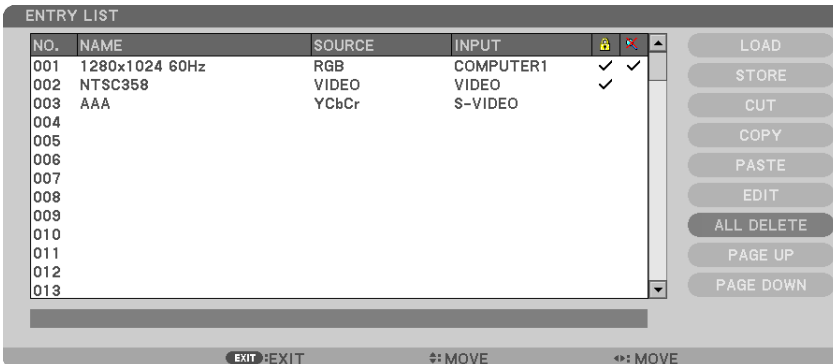 ENTRY LIST
NO. NAME SOURCE INPUT
001 1280x1024 60Hz RGB COMPUTER1
002 NTSC358 VIDEO VIDEO
003 AAA YCbCr S-VIDEO
004
005
006
007
008
009
010
011
012
013
LOAD
STORE
CUT
COPY
PASTE
EDIT
ALL DELETE
PAGE UP
PAGE DOWN
EXIT :EXIT :MOVE :MOVE